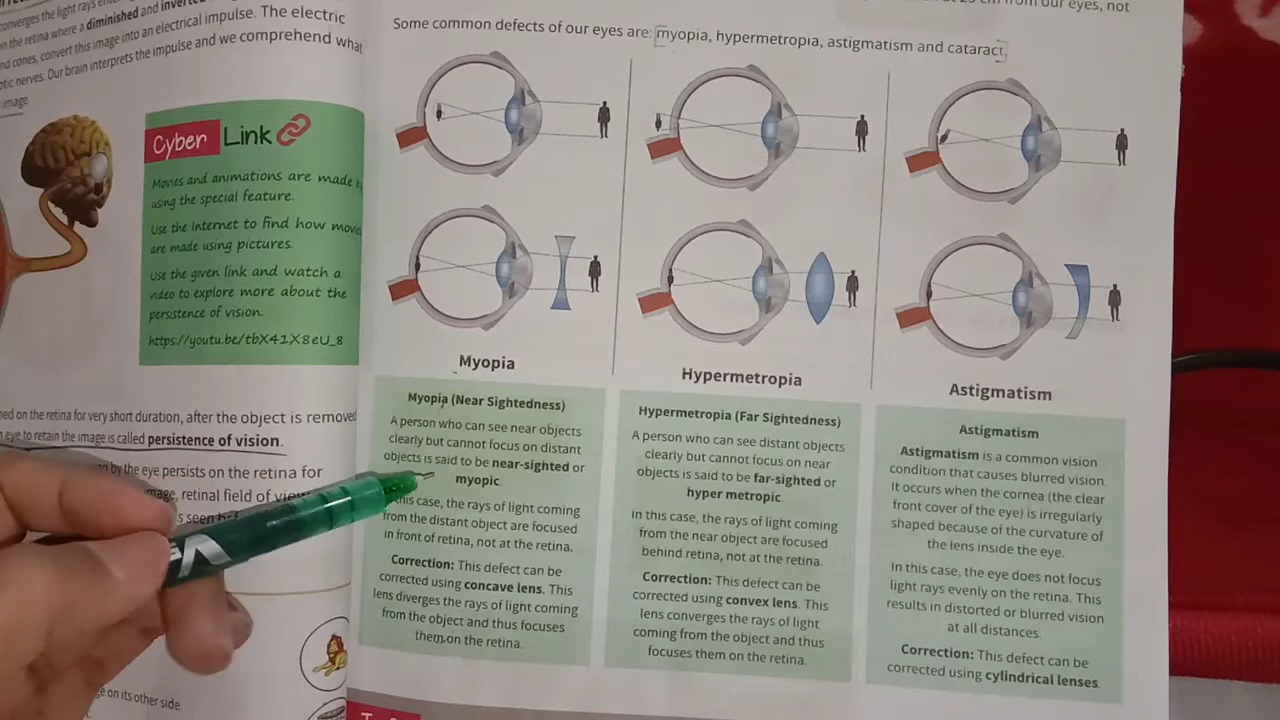 converges the light rays
on the retina where a diminished and inverted
nd cones, convert this image into an electrical impulse. The electric
ptic nerves. Our brain interprets the impulse and we comprehend what
image.
Cyber Link
Movies and animations are made
using the special feature.
Use the Internet to find how movies
are made using pictures.
Use the given link and watch a
video to explore more about the
persistence of vision.
https://youtu.be/tbX41X8eU_8
ned on the retina for very short duration, after the object is removed
eye to retain the image is called persistence of vision.
by the eye persists on the retina for
image, retinal field of view
s seen
ge on its other side.
from our eyes, not
Some common defects of our eyes are: myopia, hypermetropia, astigmatism and cataract
Myopia
Myopia (Near Sightedness)
A person who can see near objects
clearly but cannot focus on distant
objects is said to be near-sighted or
myopic.
this case, the rays of light coming
from the distant object are focused
in front of retina, not at the retina.
Correction: This defect can be
corrected using concave lens. This
lens diverges the rays of light coming
from the object and thus focuses
them on the retina.
Hypermetropia
Hypermetropia (Far Sightedness)
A person who can see distant objects
clearly but cannot focus on near
objects is said to be far-sighted or
hyper metropic.
In this case, the rays of light coming
from the near object are focused
behind retina, not at the retina.
Correction: This defect can be
corrected using convex lens. This
lens converges the rays of light
coming from the object and thus
focuses them on the retina.
Astigmatism
Astigmatism
Astigmatism is a common vision
condition that causes blurred vision.
It occurs when the cornea (the clear
front cover of the eye) is irregularly
shaped because of the curvature of
the lens inside the eye.
In this case, the eye does not focus
light rays evenly on the retina. This
results in distorted or blurred vision
at all distances.
Correction: This defect can be
corrected using cylindrical lenses.